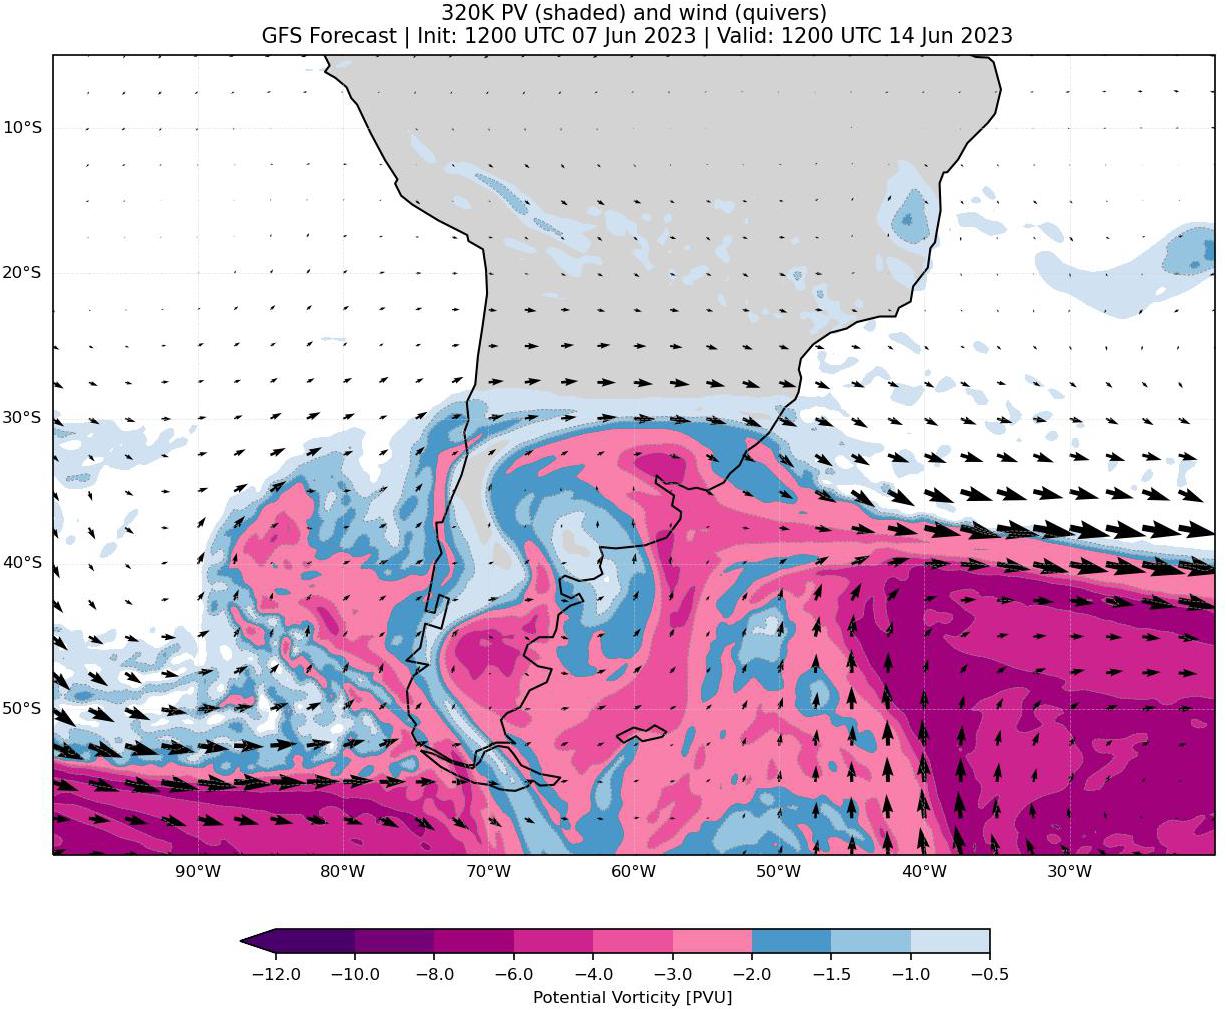 320K PV (shaded) and wind (quivers)
GFS Forecast | Init: 1200 UTC 07 Jun 2023 | Valid: 1200 UTC 14 Jun 2023
10°S
20°S
30°S
40°S
50°S
90°W 80°W 70°W 60°W 50°W 40°W 30°W
−12.0 −10.0 −8.0 −6.0 −4.0 −3.0 −2.0 −1.5 −1.0 −0.5
Potential Vorticity [PVU]